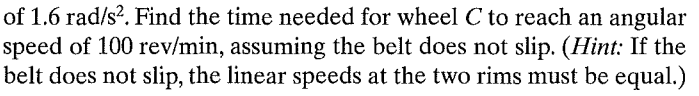 of 1.6 rad/s². Find the time needed for wheel C to reach an angular
speed of 100 rev/min, assuming the belt does not slip. (Hint: If the
belt does not slip, the linear speeds at the two rims must be equal.)